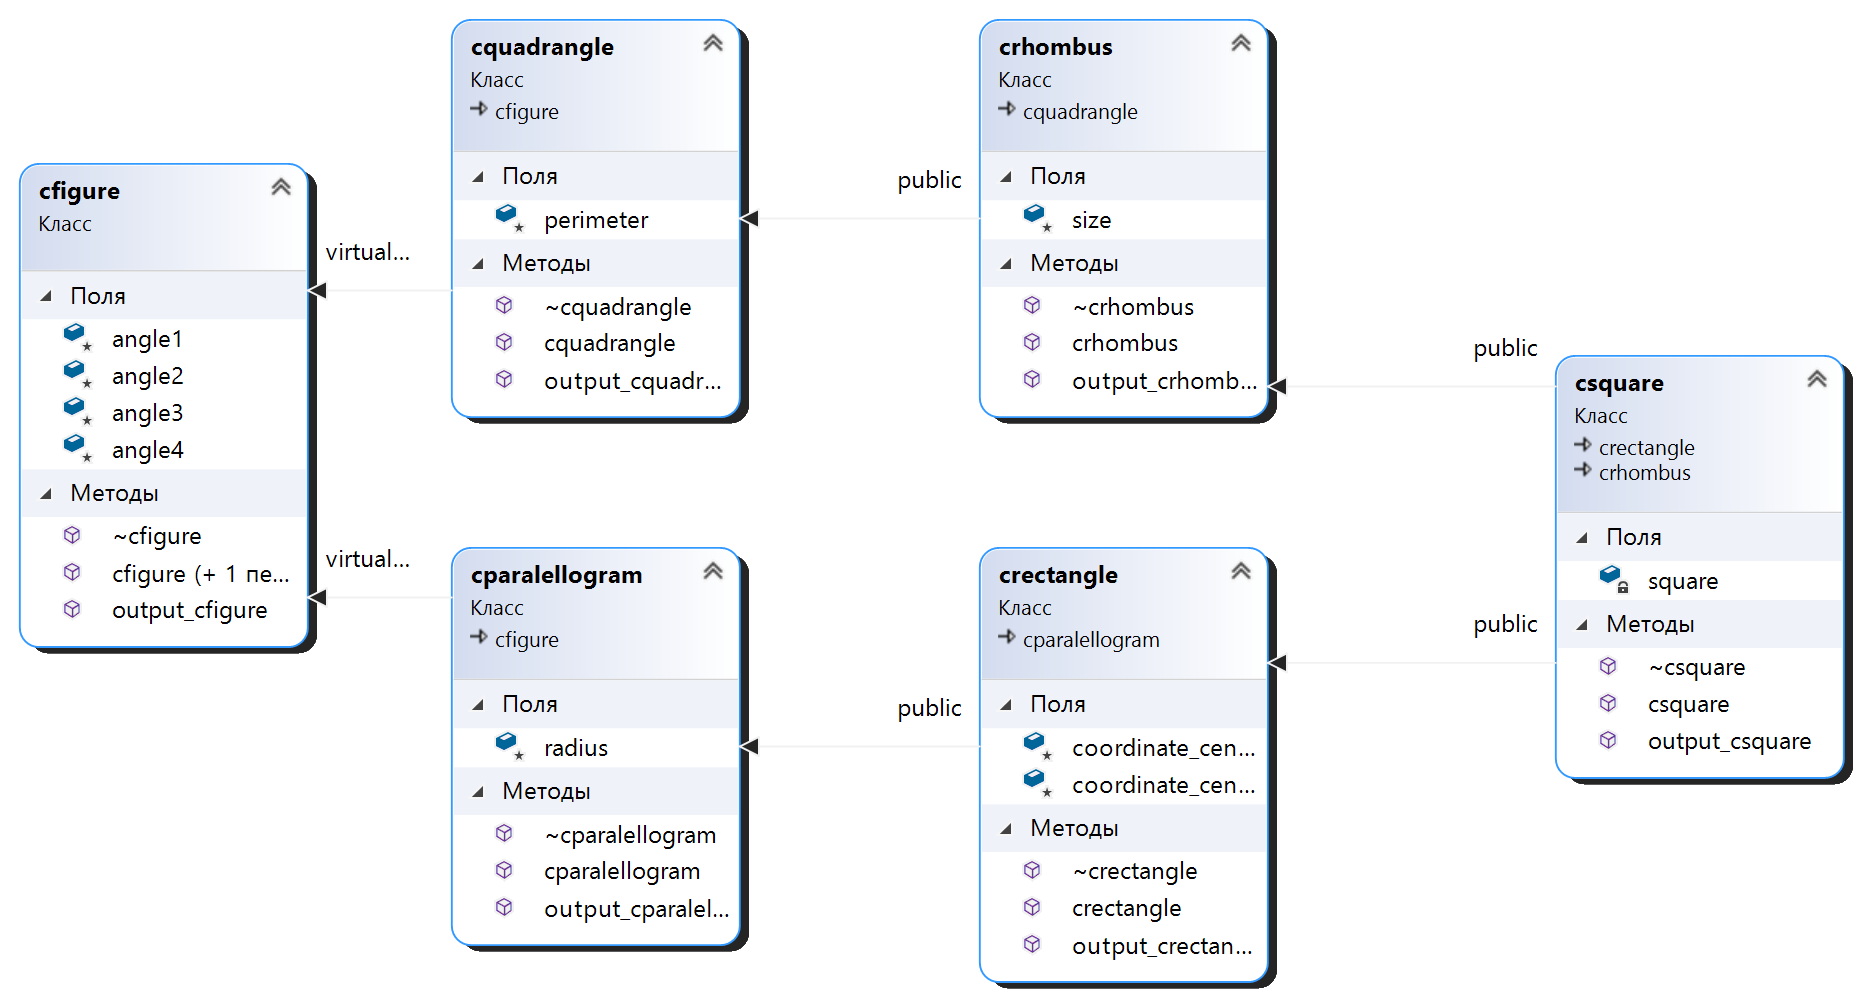 cfigure
Класс
Поля
angle1
angle2
angle3
angle4
Методы
~cfigure
cfigure (+ 1 пе...
output_cfigure
virtual...
virtual...
cquadrangle
Класс
cfigure
Поля
perimeter
Методы
~cquadrangle
cquadrangle
output_cquadr...
cparalellogram
Класс
cfigure
Поля
radius
Методы
~cparalellogram
cparalellogram
output_cparalel...
public
public
crhombus
Класс
cquadrangle
Поля
size
Методы
~crhombus
crhombus
output_crhomb...
crectangle
Класс
cparalellogram
Поля
coordinate_cen...
coordinate_cen...
Методы
~crectangle
crectangle
output_crectan...
public
public
csquare
Класс
crectangle
crhombus
Поля
square
Методы
~csquare
csquare
output_csquare